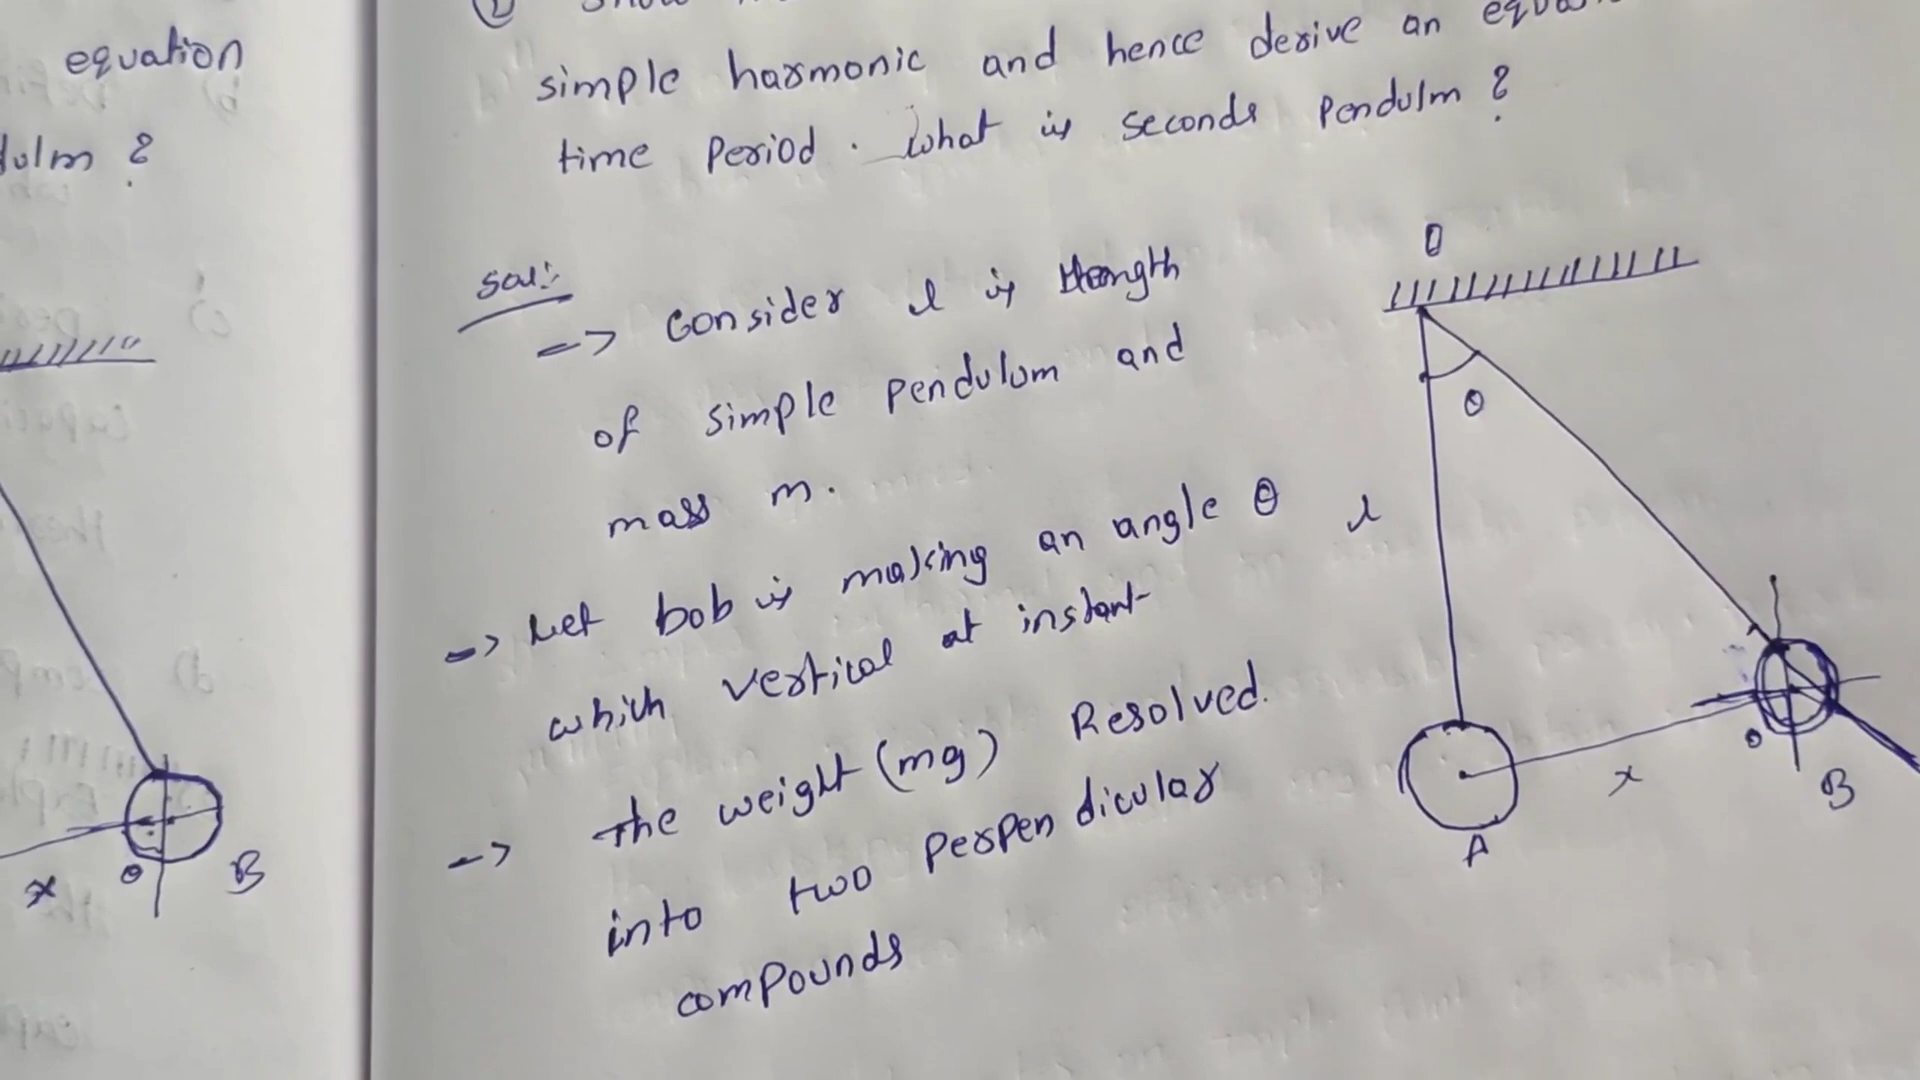 equation
simple harmonic and hence derive an
time Period. What is seconds Pendulm ?
Sol:
-> Consider l is length
of simple pendulum and
mass m.
-> Let bob is making an angle θ
which vertical at instant
-> The weight (mg) Resolved.
into two perpendicular
compounds
O
θ
l
x
θ
A
B
x
θ
B